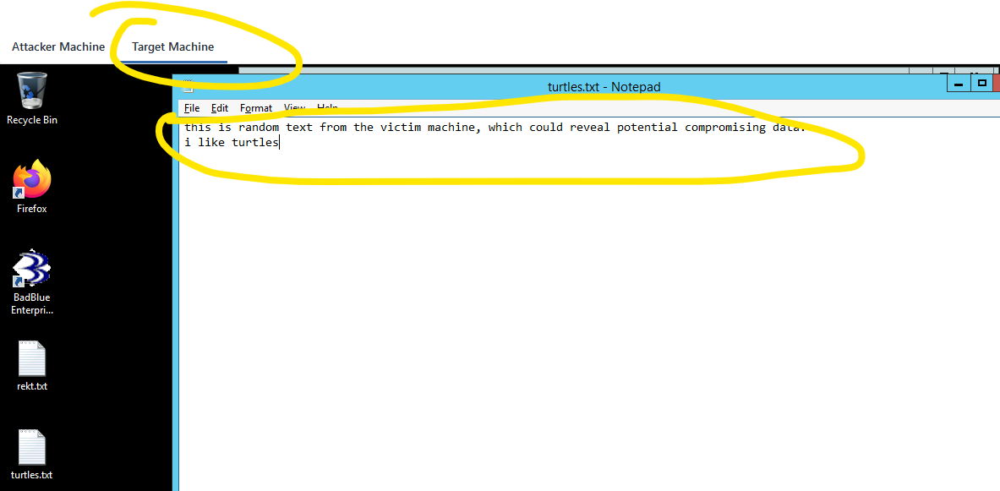 Attacker Machine Target Machine
Recycle Bin
turtles.txt - Notepad
File Edit Format View Help
this is random text from the victim machine, which could reveal potential compromising data.
i like turtles
Firefox
BadBlue
Enterpri...
rekt.txt
turtles.txt